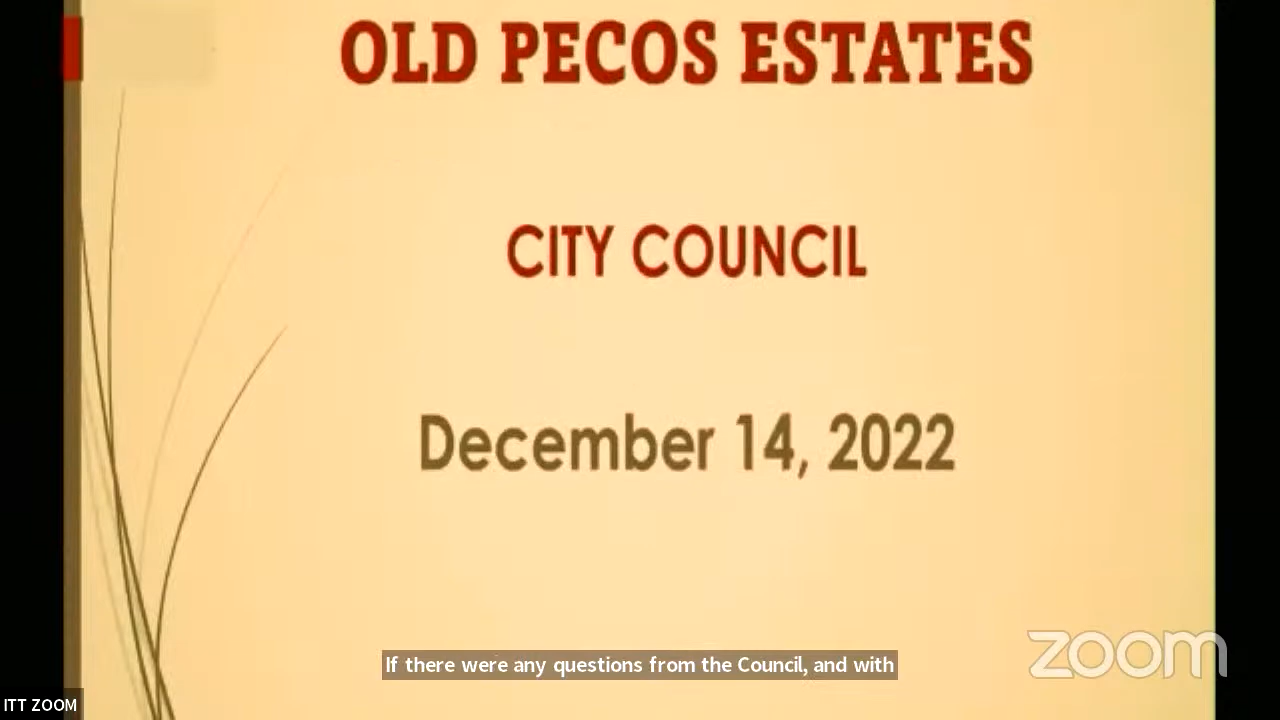 OLD PECOS ESTATES
CITY COUNCIL
December 14, 2022
If there were any questions from the Council, and with
zoom
ITT ZOOM